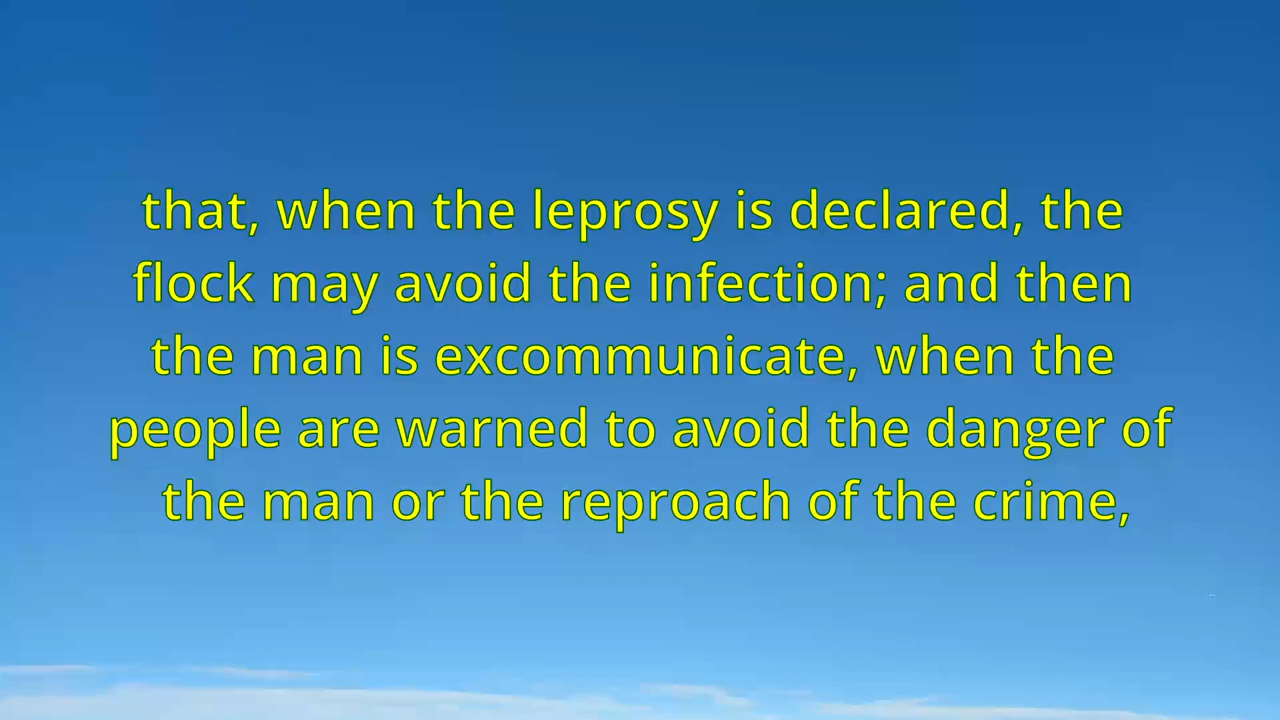 that, when the leprosy is declared, the
flock may avoid the infection; and then
the man is excommunicate, when the
people are warned to avoid the danger of
the man or the reproach of the crime,